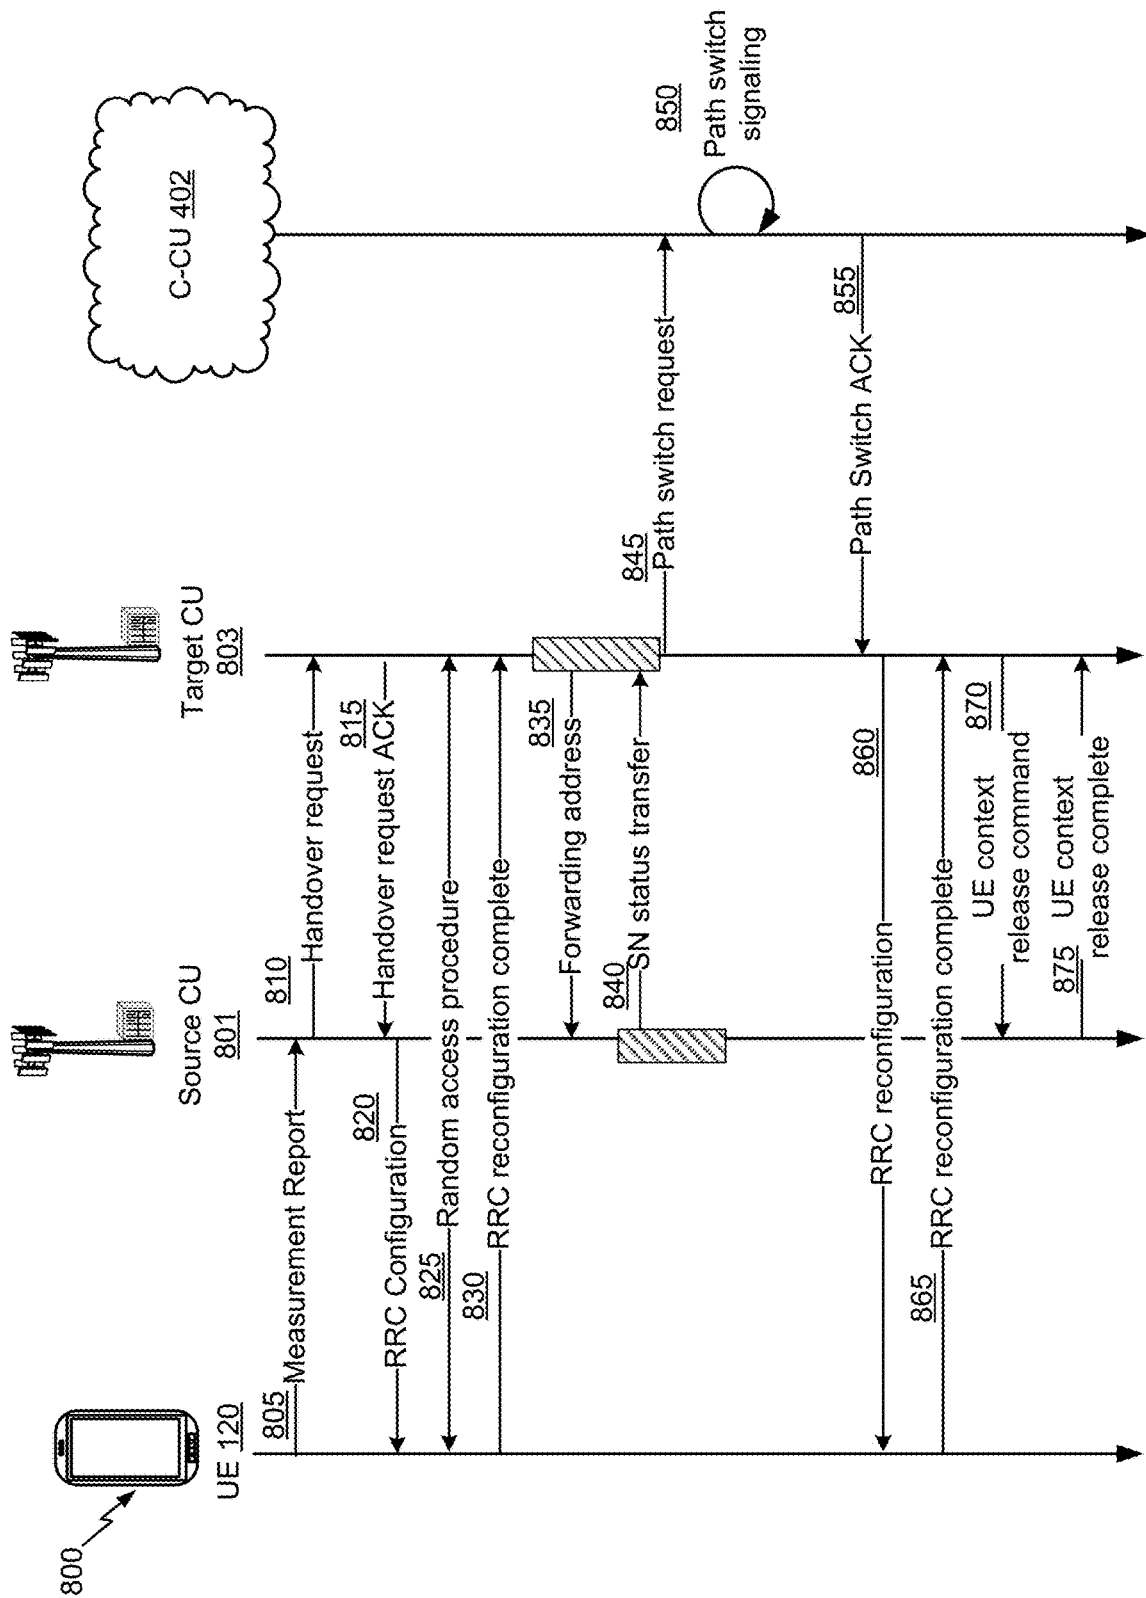 800
UE 120
Source CU
801
Target CU
803
C-CU 402
805
Measurement Report
810
Handover request
815
Handover request ACK
820
RRC Configuration
825
Random access procedure
830
RRC reconfiguration complete
835
Forwarding address
840
SN status transfer
845
Path switch request
850
Path switch
signaling
855
Path Switch ACK
860
RRC reconfiguration
865
RRC reconfiguration complete
870
UE context
release command
875
UE context
release complete